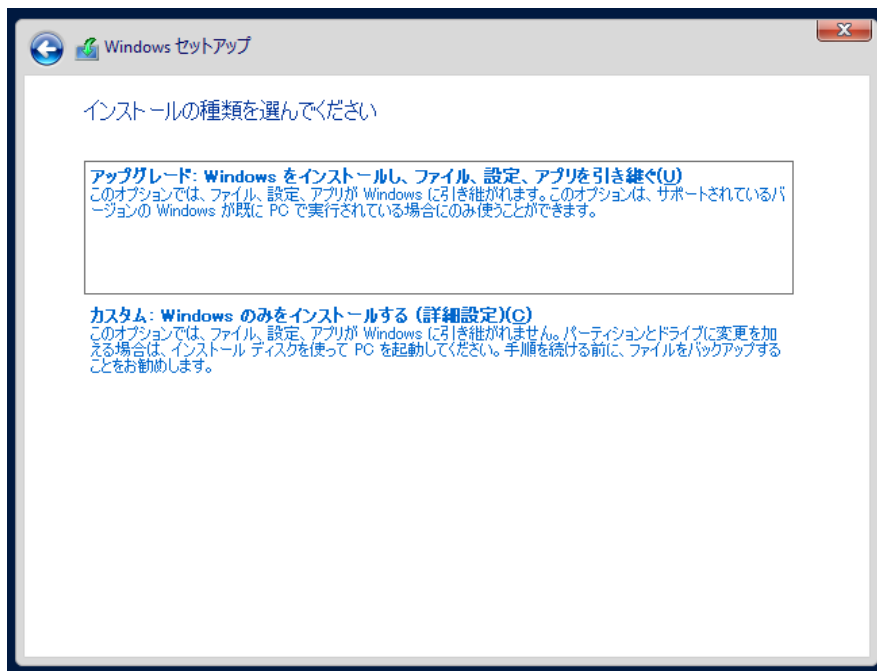 Windows セットアップ
インストールの種類を選んでください
アップグレード: Windows をインストールし、ファイル、設定、アプリを引き継ぐ(U)
このオプションでは、ファイル、設定、アプリが Windows に引き継がれます。このオプションは、サポートされているバ
ージョンの Windows が既に PC で実行されている場合にのみ使うことができます。
カスタム: Windows のみをインストールする (詳細設定)(C)
このオプションでは、ファイル、設定、アプリが Windows に引き継がれません。パーティションとドライブに変更を加
える場合は、インストール ディスクを使って PC を起動してください。手順を続ける前に、ファイルをバックアップする
ことをお勧めします。